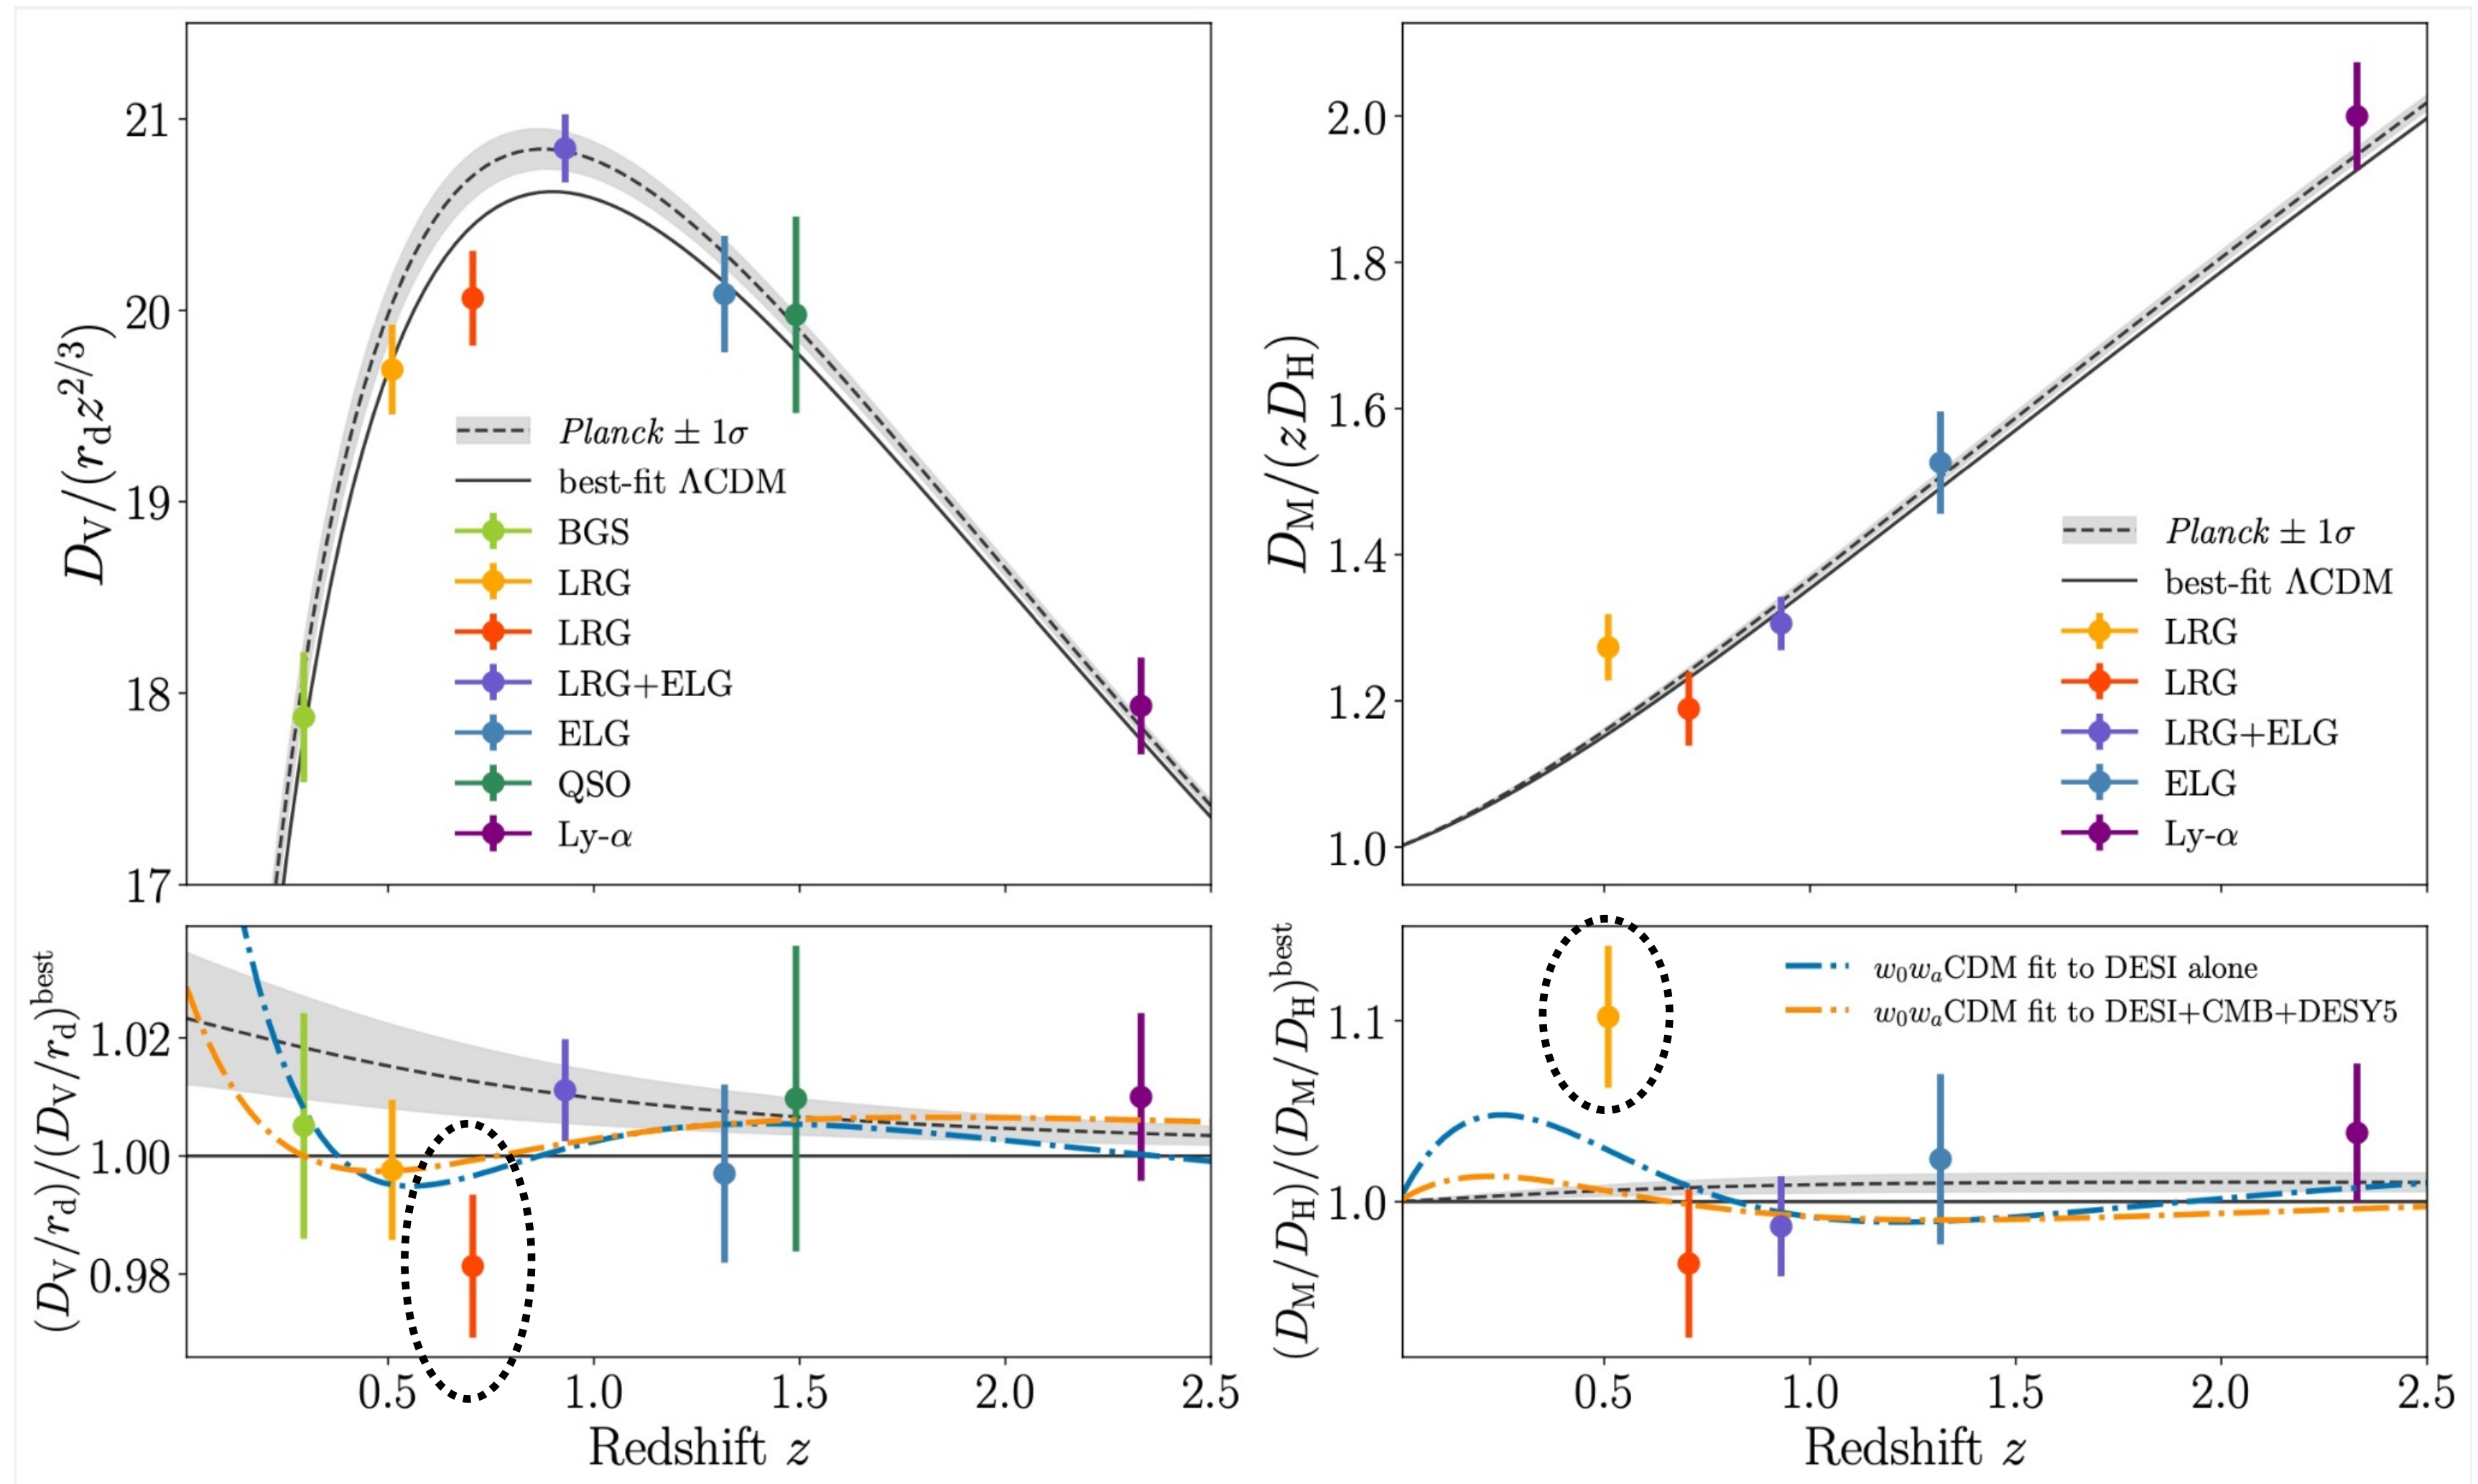 D_V/(r_d z^{2/3})
21
20
19
18
17
Planck ± 1σ
best-fit ΛCDM
BGS
LRG
LRG
LRG+ELG
ELG
QSO
Ly-α
D_M/(zD_H)
2.0
1.8
1.6
1.4
1.2
1.0
Planck ± 1σ
best-fit ΛCDM
LRG
LRG
LRG+ELG
ELG
Ly-α
(D_V/r_d)/(D_V/r_d)^{best}
1.02
1.00
0.98
0.5 1.0 1.5 2.0 2.5
Redshift z
(D_M/D_H)/(D_M/D_H)^{best}
1.1
1.0
w_0w_aCDM fit to DESI alone
w_0w_aCDM fit to DESI+CMB+DESY5
0.5 1.0 1.5 2.0 2.5
Redshift z